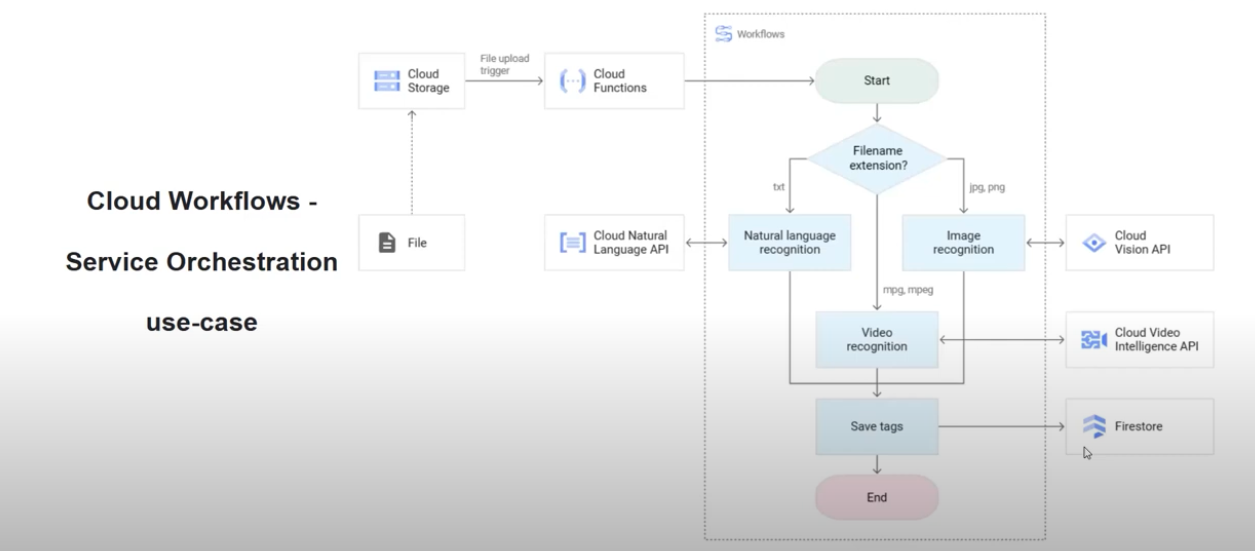 Cloud Workflows -
Service Orchestration
use-case
Workflows
Cloud
Storage
File upload
trigger
Cloud
Functions
Start
Filename
extension?
txt
jpg, png
File
Cloud Natural
Language API
Natural language
recognition
Image
recognition
Cloud
Vision API
mpg, mpeg
Video
recognition
Cloud Video
Intelligence API
Save tags
Firestore
End